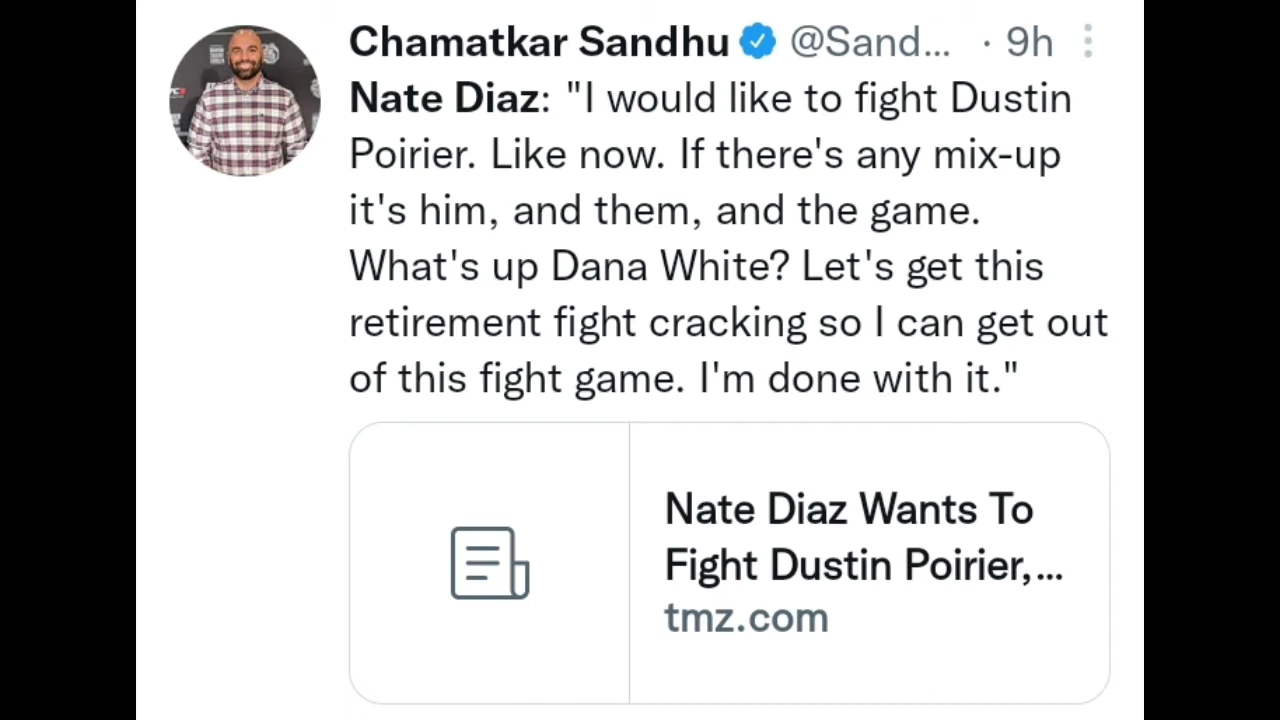 Chamatkar Sandhu @Sand... · 9h
Nate Diaz: "I would like to fight Dustin
Poirier. Like now. If there's any mix-up
it's him, and them, and the game.
What's up Dana White? Let's get this
retirement fight cracking so I can get out
of this fight game. I'm done with it."
Nate Diaz Wants To
Fight Dustin Poirier,...
tmz.com